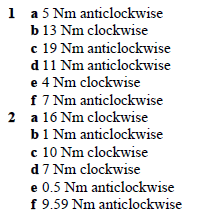 1 a 5 Nm anticlockwise
b 13 Nm clockwise
c 19 Nm anticlockwise
d 11 Nm anticlockwise
e 4 Nm clockwise
f 7 Nm anticlockwise
2 a 16 Nm clockwise
b 1 Nm anticlockwise
c 10 Nm clockwise
d 7 Nm clockwise
e 0.5 Nm anticlockwise
f 9.59 Nm anticlockwise